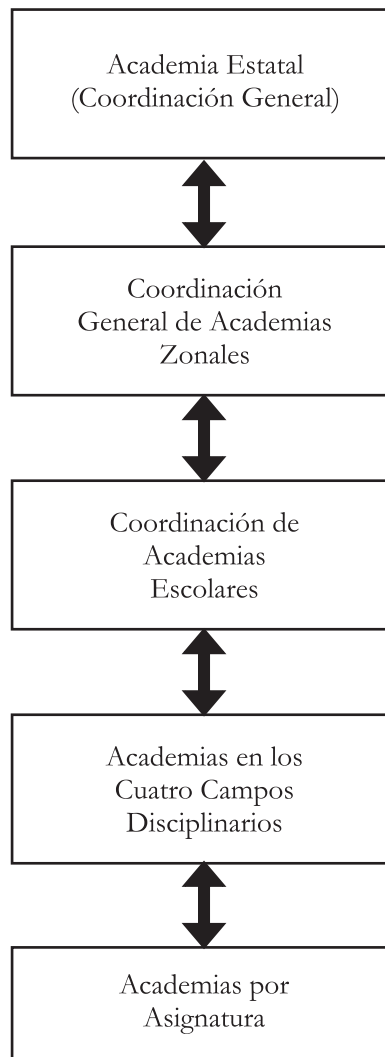 Academia Estatal
(Coordinación General)
Coordinación
General de Academias
Zonales
Coordinación de
Academias
Escolares
Academias en los
Cuatro Campos
Disciplinarios
Academias por
Asignatura